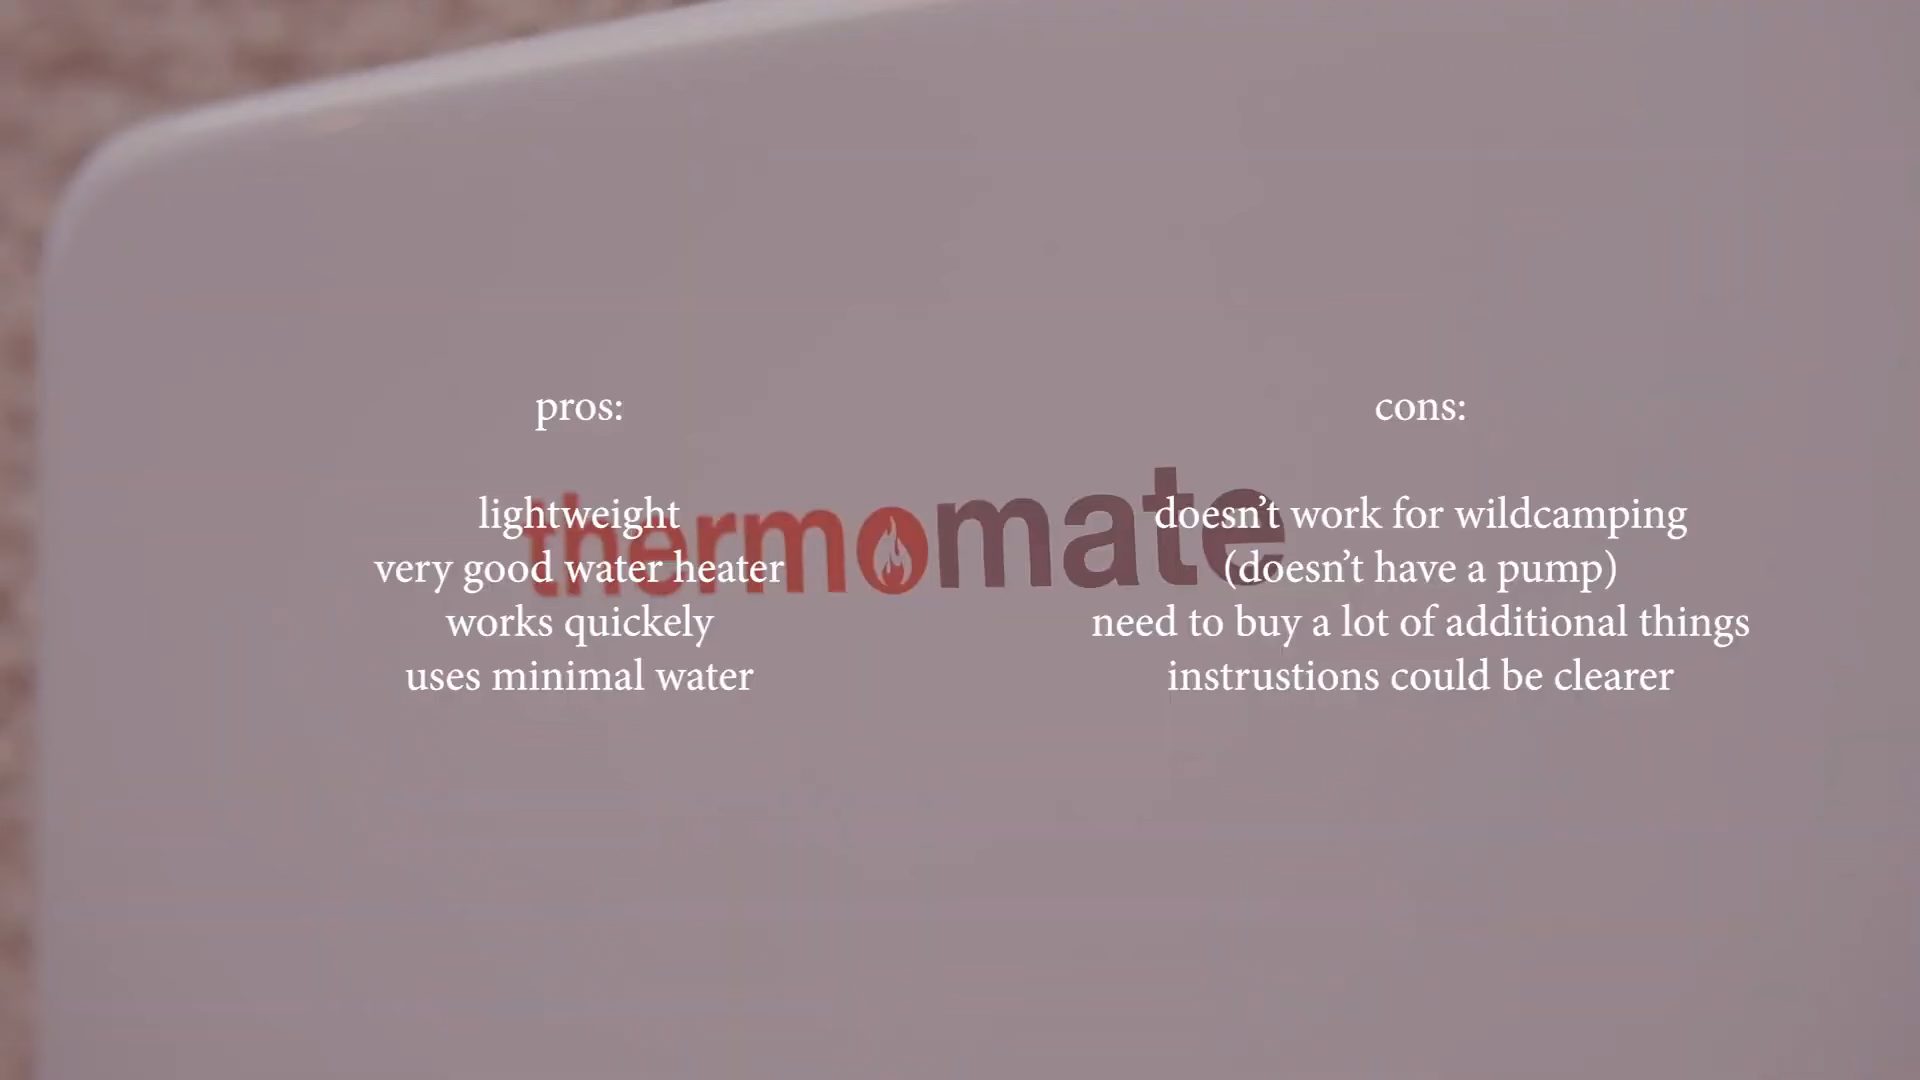 pros:
lightweight
very good water heater
works quickely
uses minimal water
cons:
doesn't work for wildcamping
(doesn't have a pump)
need to buy a lot of additional things
instrustions could be clearer
thermomate